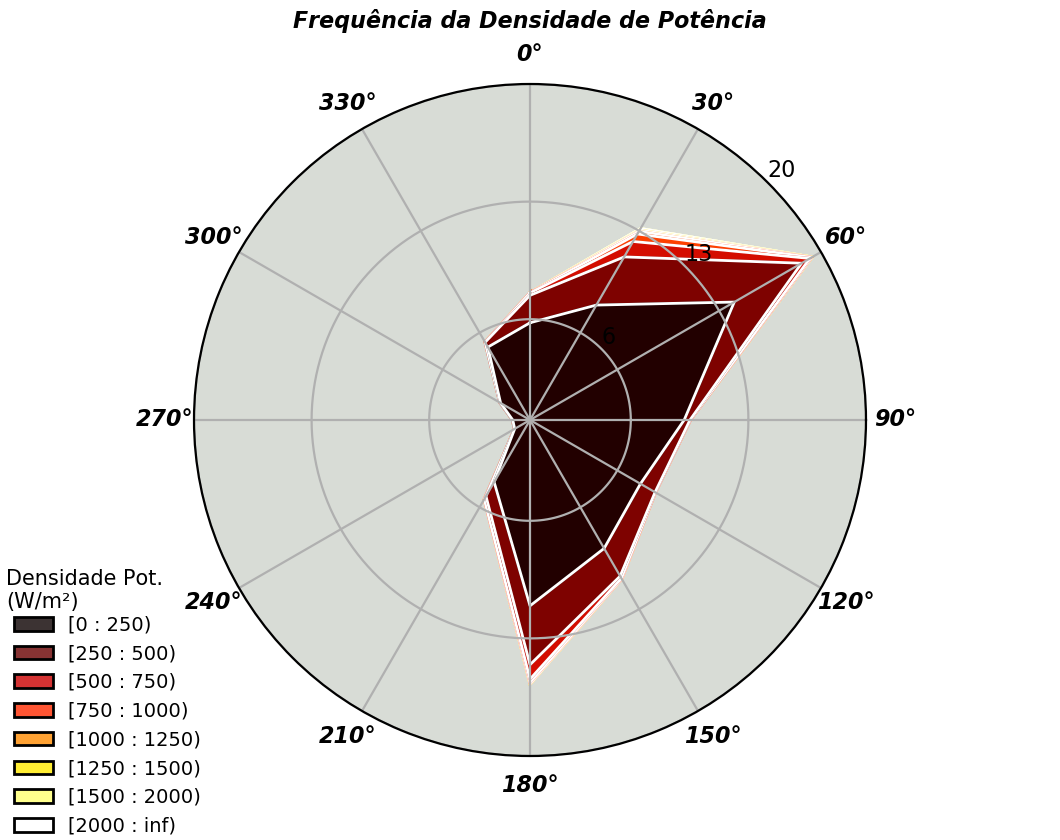 Frequência da Densidade de Potência
0°
330°
30°
20
300°
60°
13
6
270°
90°
240°
120°
210°
150°
180°
Densidade Pot.
(W/m²)
[0 : 250)
[250 : 500)
[500 : 750)
[750 : 1000)
[1000 : 1250)
[1250 : 1500)
[1500 : 2000)
[2000 : inf)